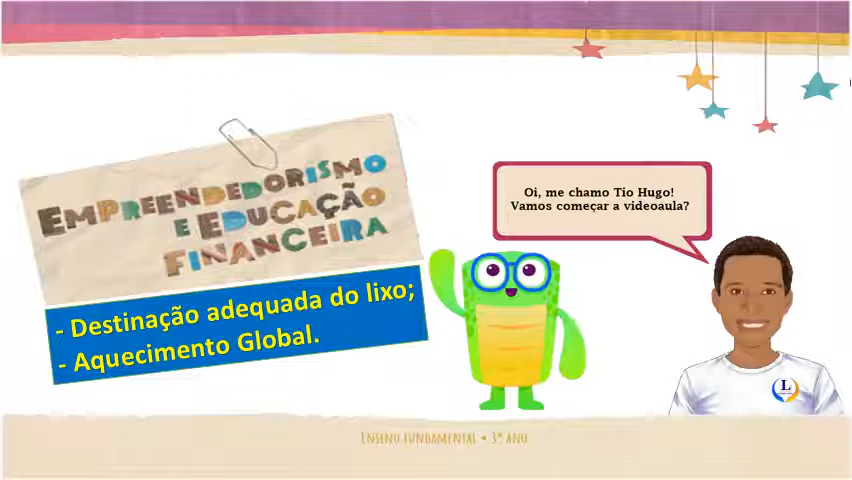 EMPREENDEDORISMO
E EDUCAÇÃO
FINANCEIRA
- Destinação adequada do lixo;
- Aquecimento Global.
Oi, me chamo Tio Hugo!
Vamos começar a videoaula?
L
Ensino fundamental • 3º ano